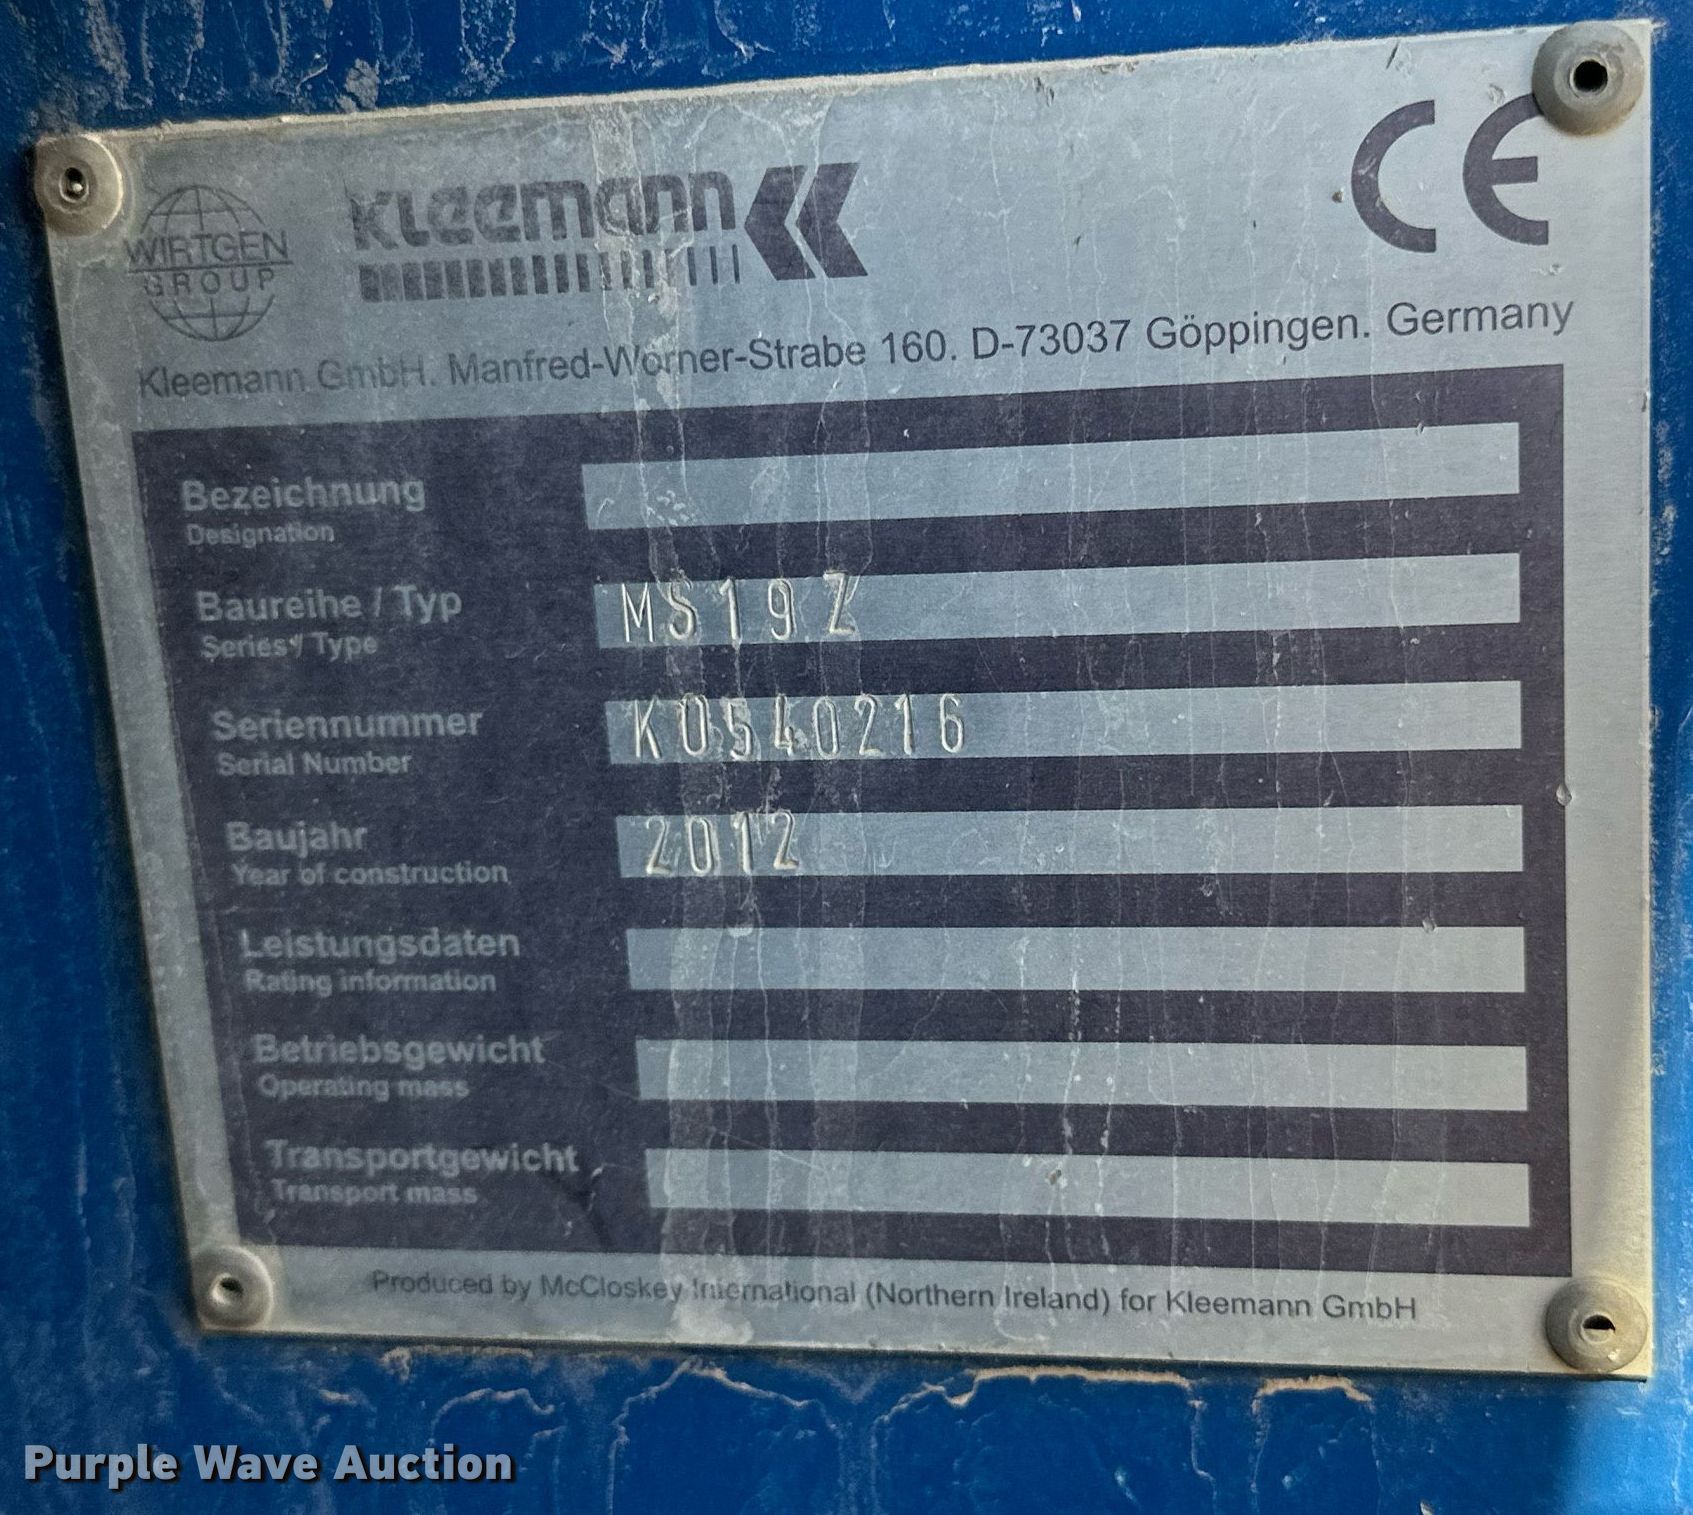 WIRTGEN
GROUP
KLeemann
CE
Kleemann GmbH. Manfred-Worner-Strabe 160. D-73037 Göppingen. Germany
Bezeichnung
Designation
Baureihe / Typ
Series / Type
MS19Z
Seriennummer
Serial Number
K0540216
Baujahr
Year of construction
2012
Leistungsdaten
Rating information
Betriebsgewicht
Operating mass
Transportgewicht
Transport mass
Produced by McCloskey International (Northern Ireland) for Kleemann GmbH
Purple Wave Auction